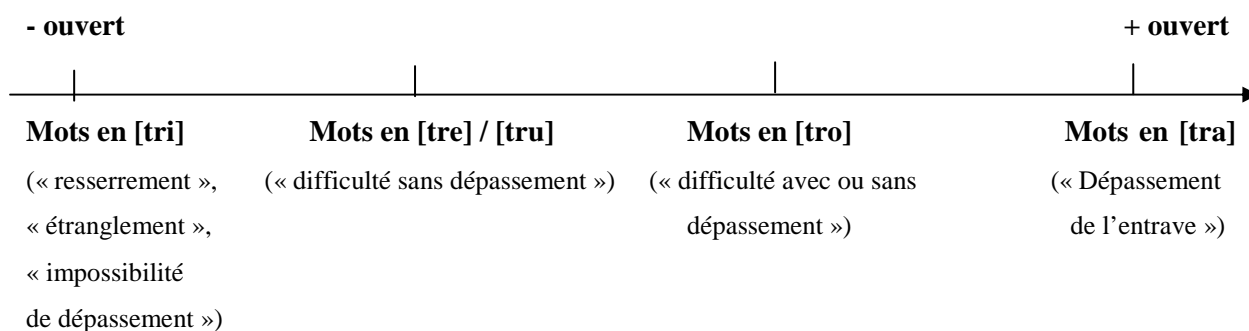 - ouvert + ouvert
Mots en [tri] Mots en [tre] / [tru] Mots en [tro] Mots en [tra]
(« resserrement », (« difficulté sans dépassement ») (« difficulté avec ou sans (« Dépassement
« étranglement », dépassement ») de l’entrave »)
« impossibilité
de dépassement »)